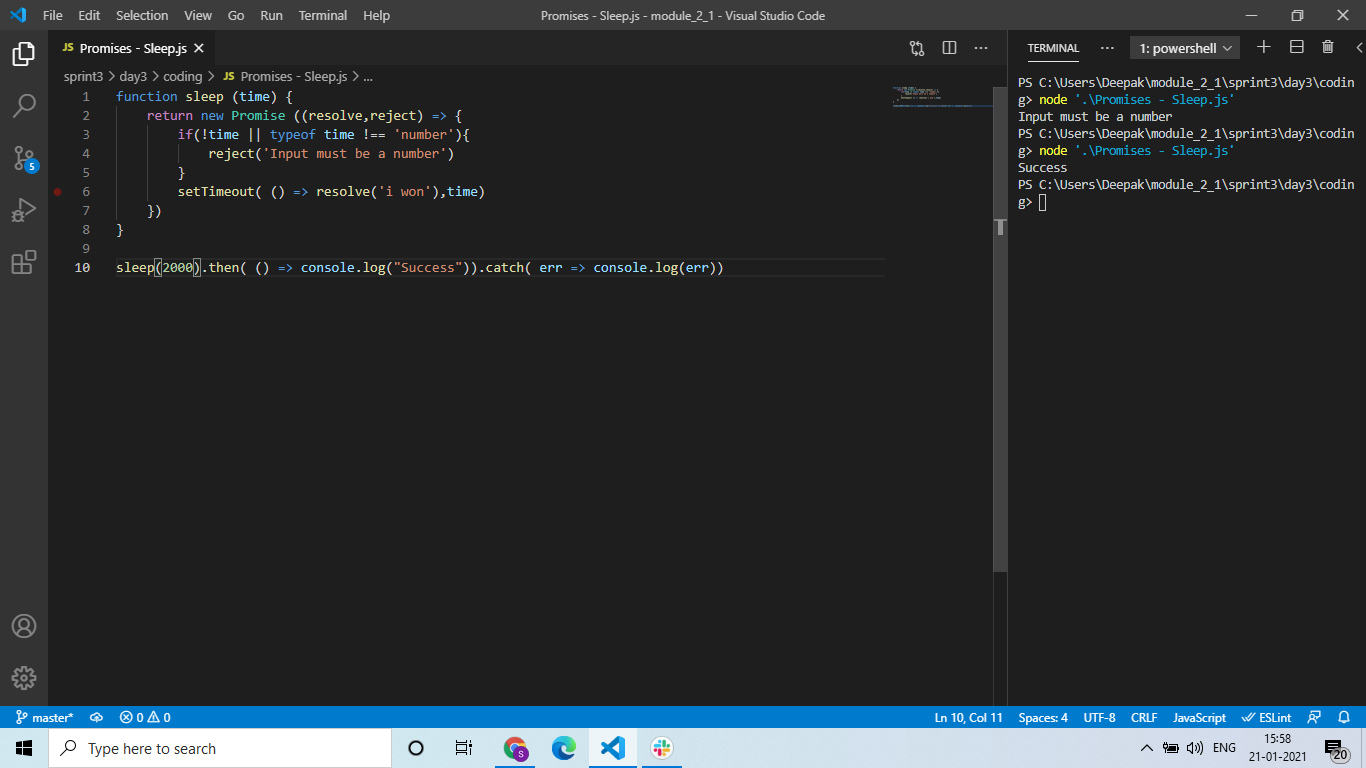 File Edit Selection View Go Run Terminal Help
Promises - Sleep.js - module_2_1 - Visual Studio Code
JS Promises - Sleep.js
sprint3 > day3 > coding > JS Promises - Sleep.js > ...
1 function sleep (time) {
2 return new Promise ((resolve,reject) => {
3 if(!time || typeof time !== 'number'){
4 reject('Input must be a number')
5 }
6 setTimeout( () => resolve('i won'),time)
7 })
8 }
9
10 sleep(2000).then( () => console.log("Success")).catch( err => console.log(err))
TERMINAL ... 1: powershell
PS C:\Users\Deepak\module_2_1\sprint3\day3\codin
g> node '.\Promises - Sleep.js'
Input must be a number
PS C:\Users\Deepak\module_2_1\sprint3\day3\codin
g> node '.\Promises - Sleep.js'
Success
PS C:\Users\Deepak\module_2_1\sprint3\day3\codin
g>
5
master* 0 0 Ln 10, Col 11 Spaces: 4 UTF-8 CRLF JavaScript ESLint
Type here to search
S
ENG
15:58
21-01-2021
20